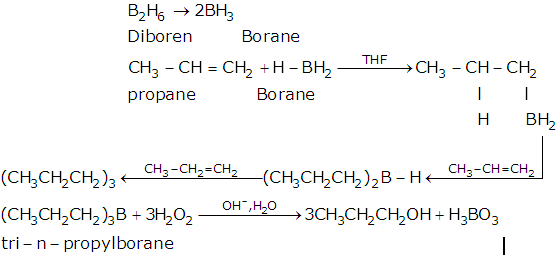 B₂H₆ → 2BH₃
Diboren Borane
CH₃ – CH = CH₂ + H – BH₂ —THF→ CH₃ – CH – CH₂
propane Borane | |
H BH₂
(CH₃CH₂CH₂)₃ ←CH₃–CH₂=CH₂— (CH₃CH₂CH₂)₂B – H ←CH₃–CH=CH₂—
(CH₃CH₂CH₂)₃B + 3H₂O₂ —OH⁻,H₂O→ 3CH₃CH₂CH₂OH + H₃BO₃
tri – n – propylborane |